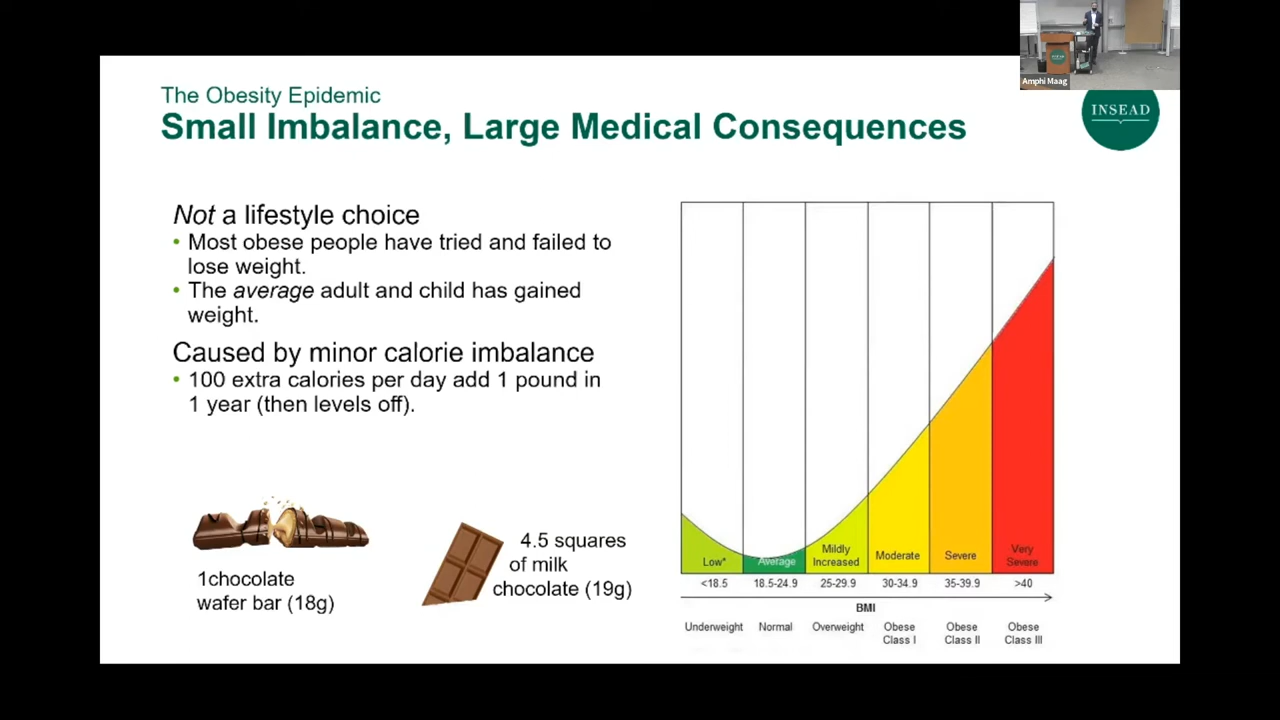 The Obesity Epidemic
Small Imbalance, Large Medical Consequences
Amphi Maag
INSEAD
Not a lifestyle choice
• Most obese people have tried and failed to
lose weight.
• The average adult and child has gained
weight.
Caused by minor calorie imbalance
• 100 extra calories per day add 1 pound in
1 year (then levels off).
1chocolate
wafer bar (18g)
4.5 squares
of milk
chocolate (19g)
Low*
Average
Mildly
Increased
Moderate
Severe
Very
Severe
<18.5
18.5-24.9
25-29.9
30-34.9
35-39.9
>40
BMI
Underweight
Normal
Overweight
Obese
Class I
Obese
Class II
Obese
Class III